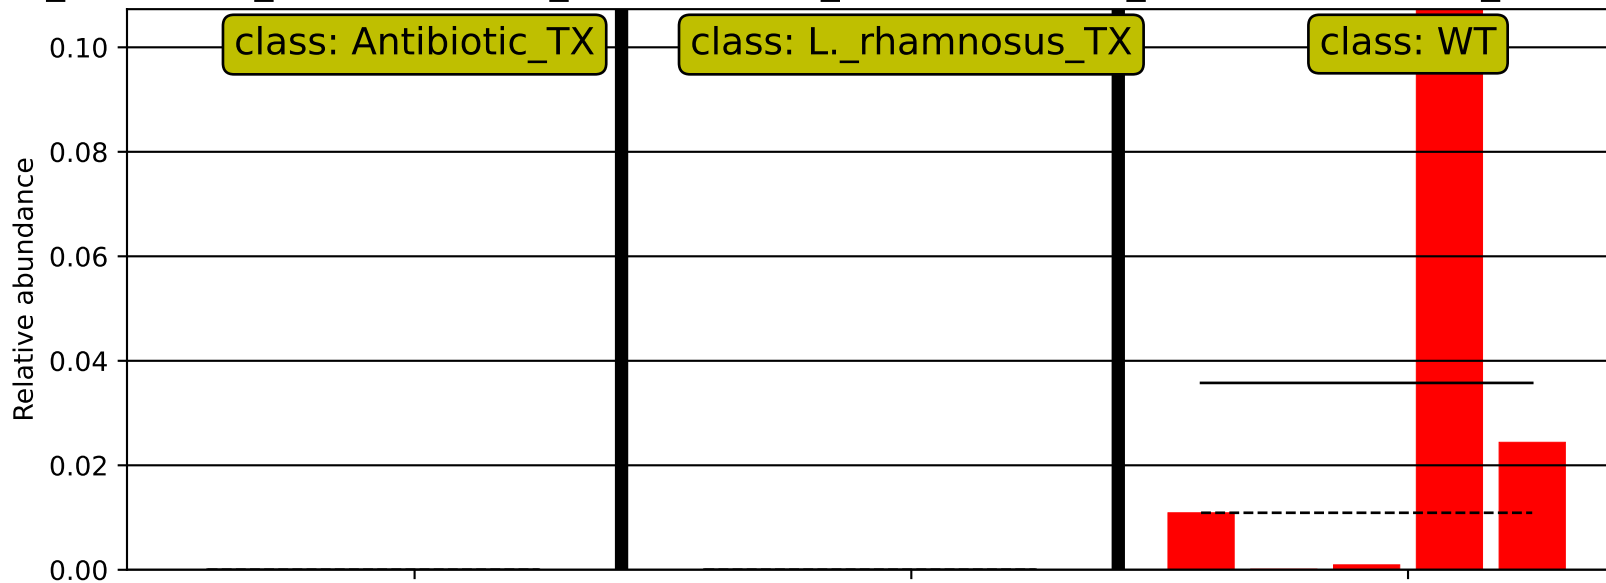 class: Antibiotic_TX
class: L._rhamnosus_TX
class: WT
Relative abundance
0.10
0.08
0.06
0.04
0.02
0.00